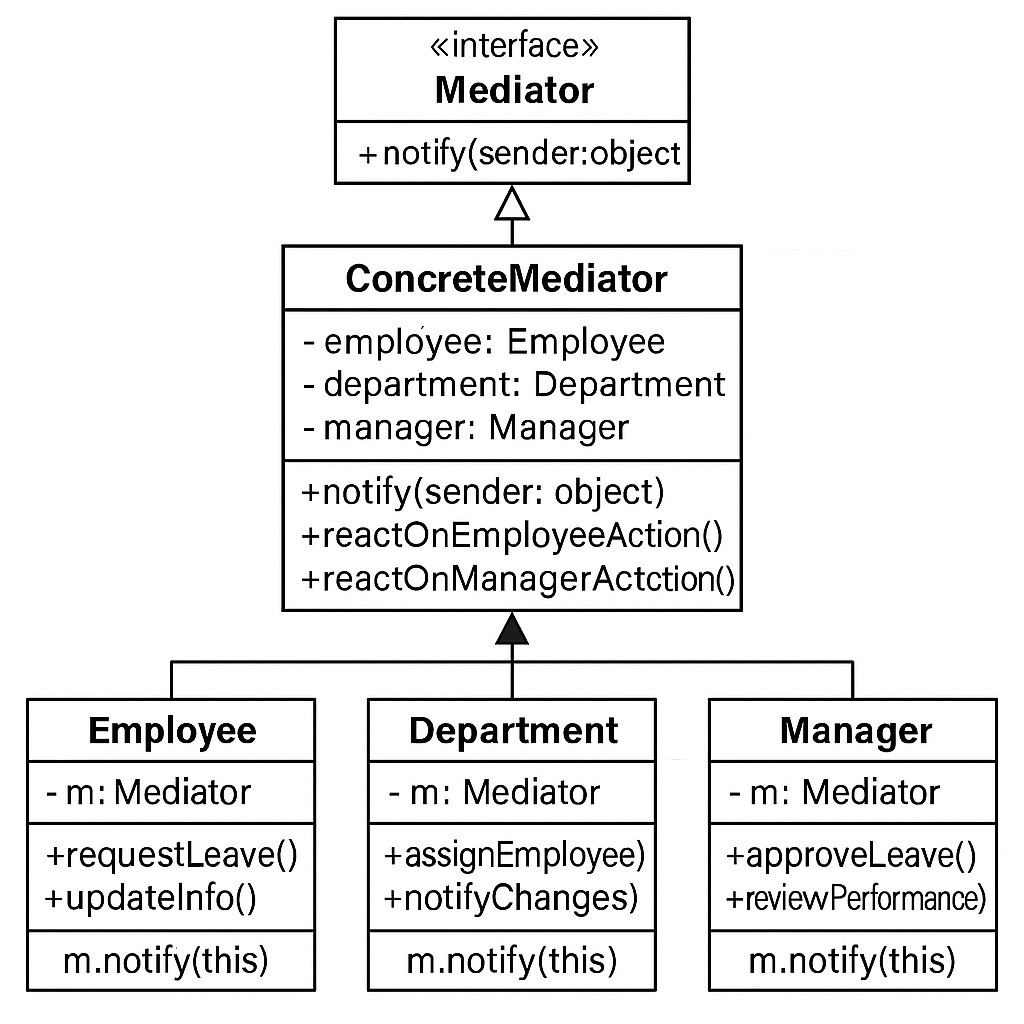 «interface»
Mediator
+ notify(sender:object
ConcreteMediator
- employee: Employee
- department: Department
- manager: Manager
+notify(sender: object)
+reactOnEmployeeAction()
+reactOnManagerActction()
Employee
- m: Mediator
+requestLeave()
+updateInfo()
m.notify(this)
Department
- m: Mediator
+assignEmployee)
+notifyChanges)
m.notify(this)
Manager
- m: Mediator
+approveLeave()
+reviewPerformance)
m.notify(this)